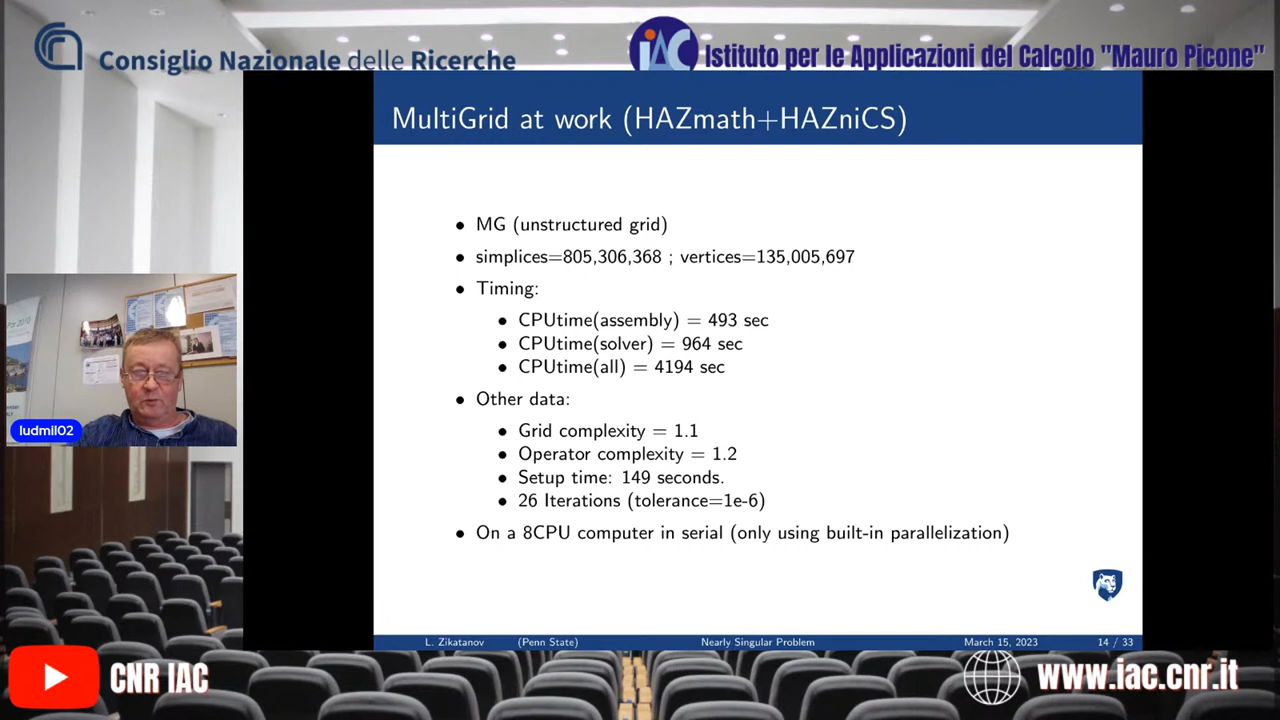 Consiglio Nazionale delle Ricerche
iAC Istituto per le Applicazioni del Calcolo "Mauro Picone"
MultiGrid at work (HAZmath+HAZniCS)
• MG (unstructured grid)
• simplices=805,306,368 ; vertices=135,005,697
• Timing:
• CPUtime(assembly) = 493 sec
• CPUtime(solver) = 964 sec
• CPUtime(all) = 4194 sec
• Other data:
• Grid complexity = 1.1
• Operator complexity = 1.2
• Setup time: 149 seconds.
• 26 Iterations (tolerance=1e-6)
• On a 8CPU computer in serial (only using built-in parallelization)
ludmil02
L. Zikatanov (Penn State) Nearly Singular Problem March 15, 2023 14 / 33
CNR IAC
www.iac.cnr.it